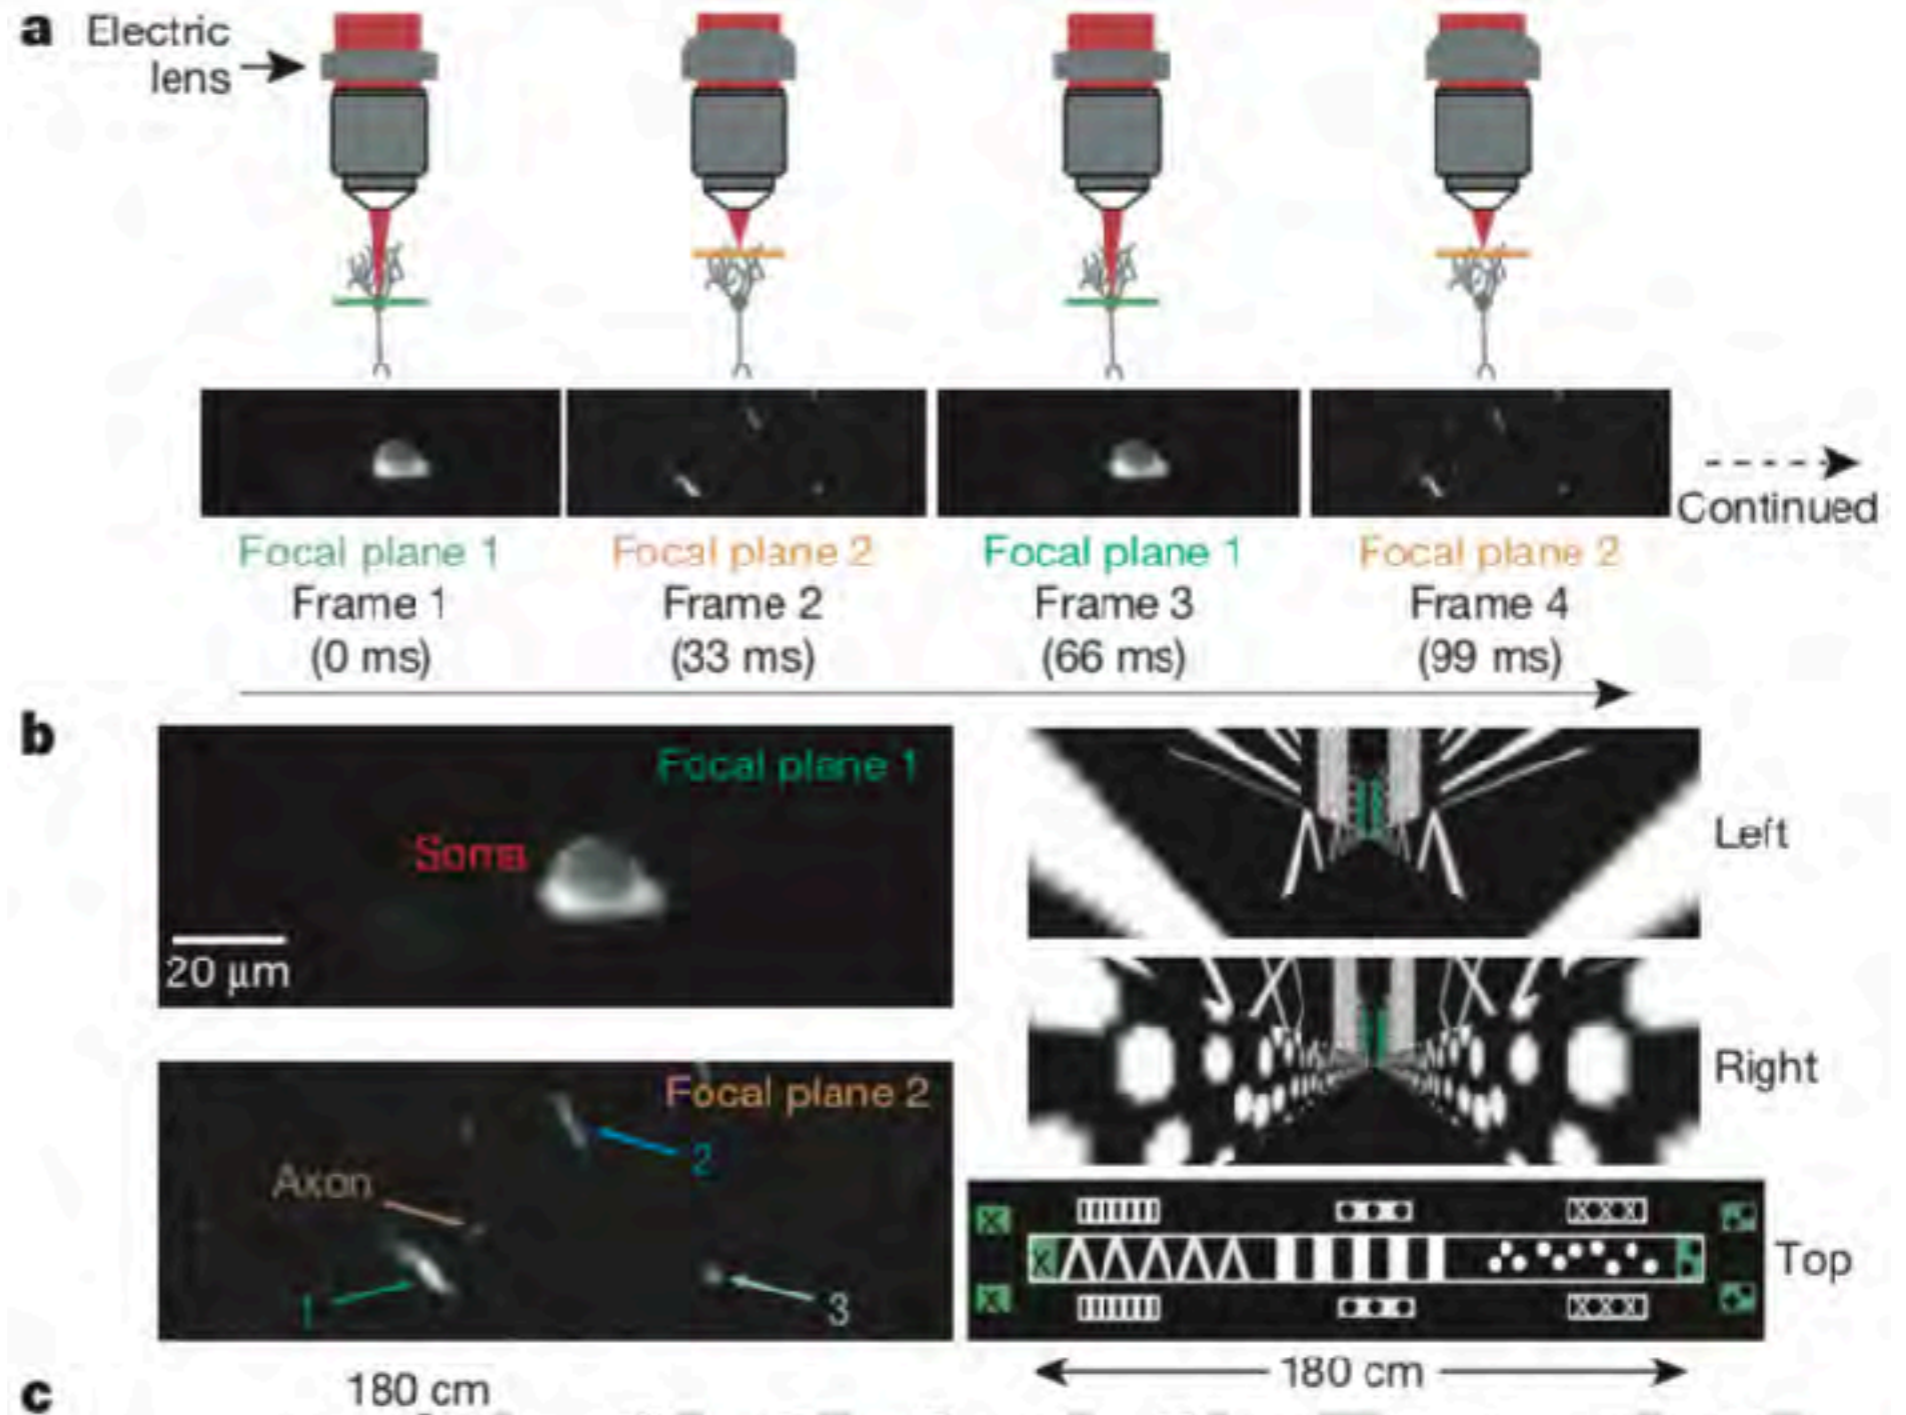 a
Electric
lens
Continued
Focal plane 1
Frame 1
(0 ms)
Focal plane 2
Frame 2
(33 ms)
Focal plane 1
Frame 3
(66 ms)
Focal plane 2
Frame 4
(99 ms)
b
Focal plane 1
Soma
20 μm
Focal plane 2
Axon
1
2
3
Left
Right
Top
180 cm
c
180 cm